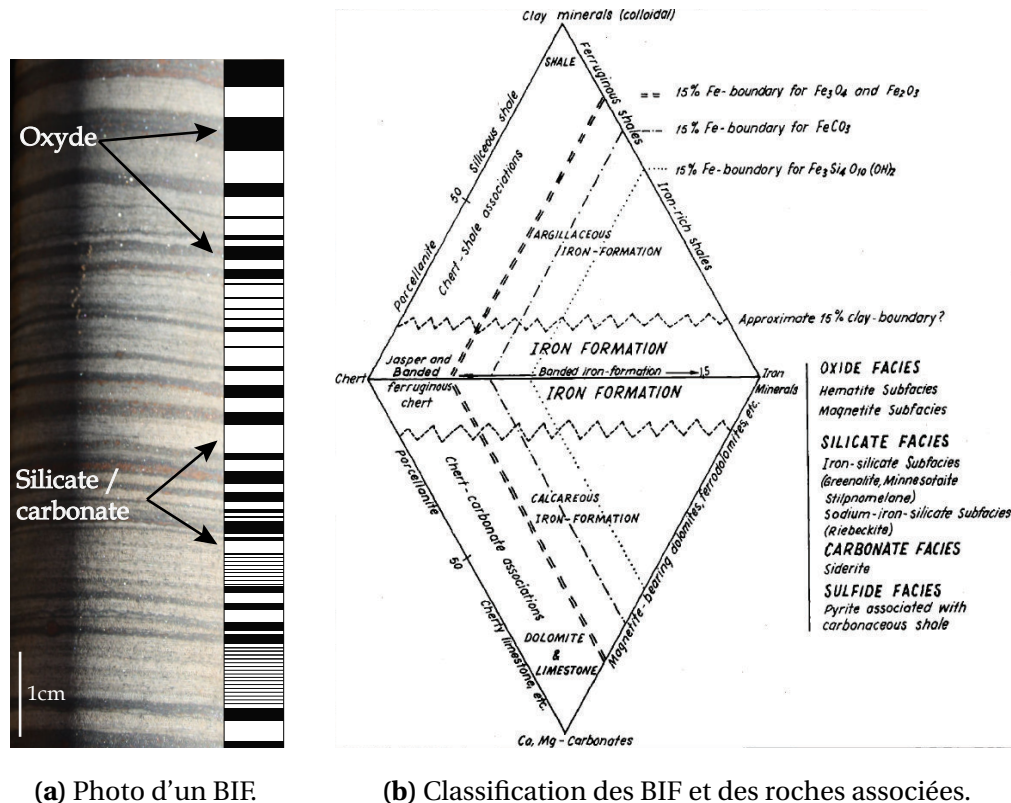 Oxyde
Silicate /
carbonate
1cm
(a) Photo d'un BIF.
Clay minerals (colloidal)
SHALE
Ferruginous shales
Iron-rich shales
Siliceous shale
50
Porcellanite
Chert-shale associations
15% Fe-boundary for Fe3O4 and Fe2O3
15% Fe-boundary for FeCO3
15% Fe-boundary for Fe3Si4O10(OH)2
ARGILLACEOUS
IRON-FORMATION
Approximate 15% clay-boundary?
IRON FORMATION
Chert
Jasper and
Banded
ferruginous
chert
Banded iron-formation
1,5
Iron
Minerals
IRON FORMATION
Porcellanite
50
Cherty limestone, etc.
Chert-carbonate associations
CALCAREOUS
IRON-FORMATION
Magnetite-bearing dolomites, ferrodolomites, etc.
DOLOMITE
&
LIMESTONE
Ca, Mg-Carbonates
OXIDE FACIES
Hematite Subfacies
Magnetite Subfacies
SILICATE FACIES
Iron-silicate Subfacies
(Greenalite, Minnesotaite
Stilpnomelane)
Sodium-iron-silicate Subfacies
(Riebeckite)
CARBONATE FACIES
Siderite
SULFIDE FACIES
Pyrite associated with
carbonaceous shale
(b) Classification des BIF et des roches associées.